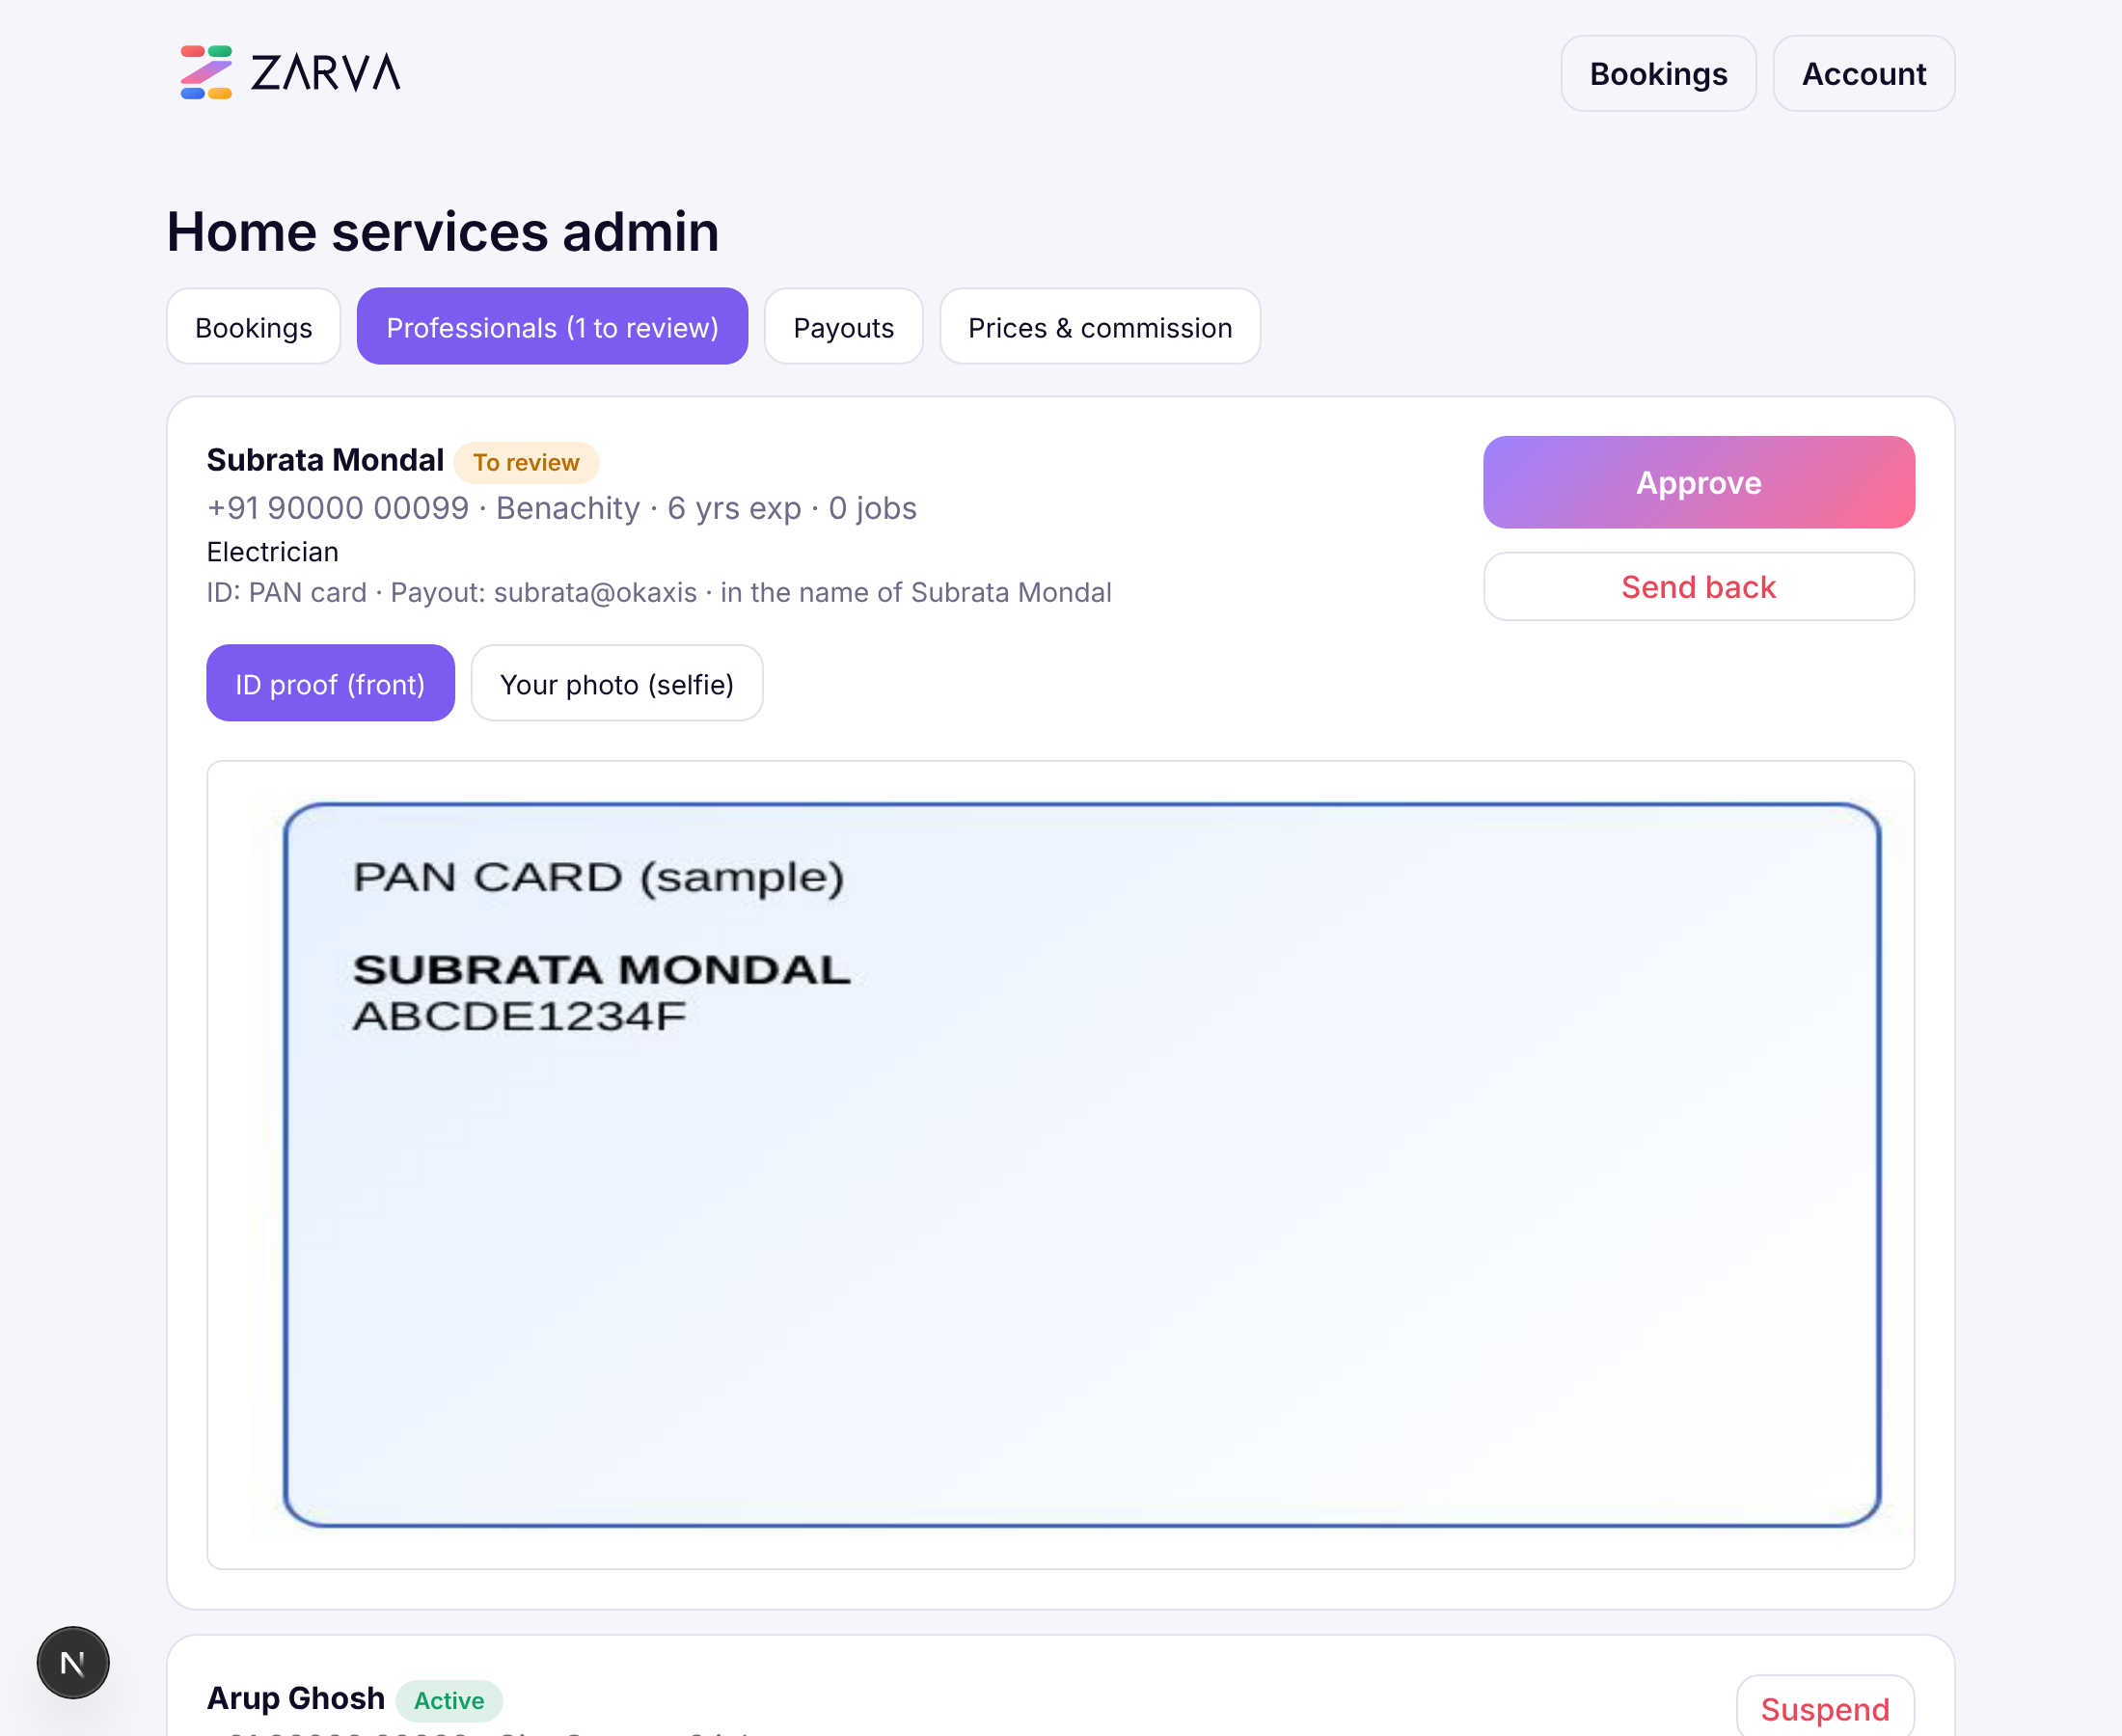 ZARVA
Bookings
Account
Home services admin
Bookings
Professionals (1 to review)
Payouts
Prices & commission
Subrata Mondal
To review
+91 90000 00099 · Benachity · 6 yrs exp · 0 jobs
Electrician
ID: PAN card · Payout: subrata@okaxis · in the name of Subrata Mondal
Approve
Send back
ID proof (front)
Your photo (selfie)
PAN CARD (sample)
SUBRATA MONDAL
ABCDE1234F
N
Arup Ghosh
Active
Suspend